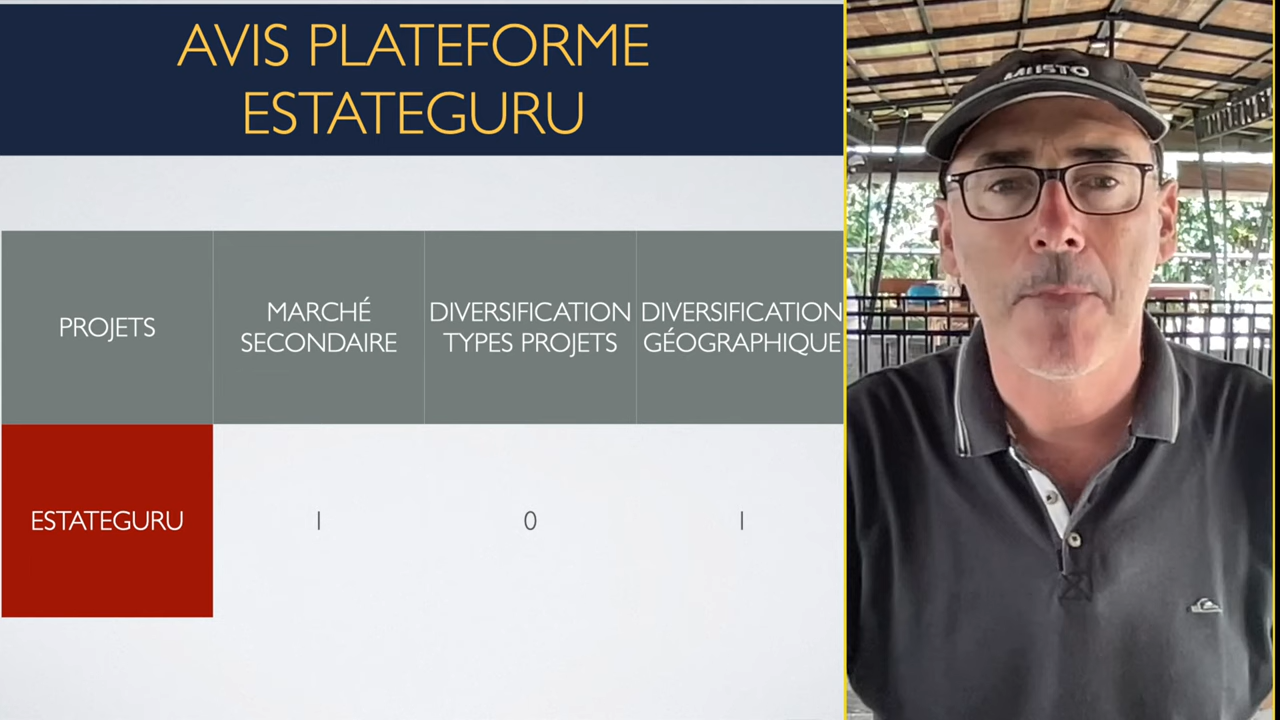 AVIS PLATEFORME
ESTATEGURU
PROJETS
MARCHÉ
SECONDAIRE
DIVERSIFICATION
TYPES PROJETS
DIVERSIFICATION
GÉOGRAPHIQUE
ESTATEGURU
1
0
1
MUSTO